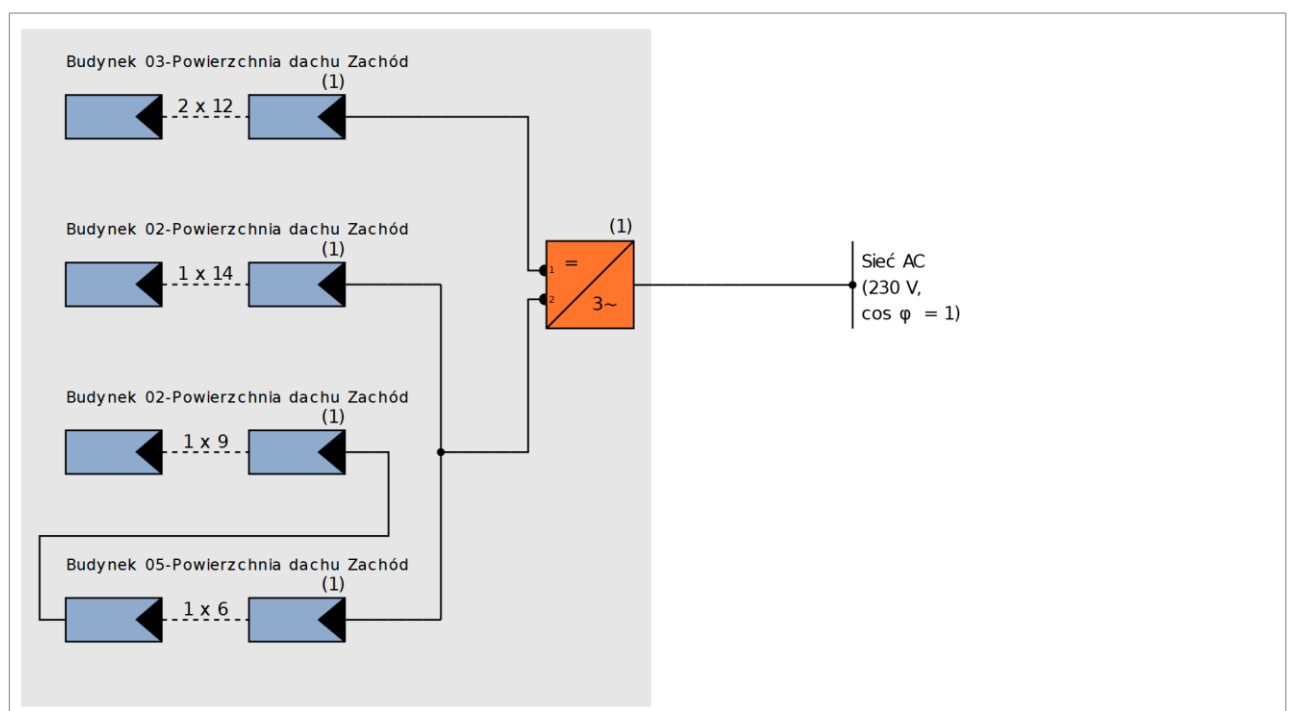 Budynek 03-Powierzchnia dachu Zachód
(1)
2 x 12
Budynek 02-Powierzchnia dachu Zachód
(1)
1 x 14
(1)
1
=
2
3~
Sieć AC
(230 V,
cos φ = 1)
Budynek 02-Powierzchnia dachu Zachód
(1)
1 x 9
Budynek 05-Powierzchnia dachu Zachód
(1)
1 x 6